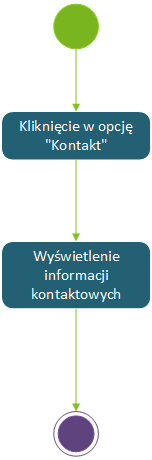 Kliknięcie w opcję
"Kontakt"
Wyświetlenie
informacji
kontaktowych